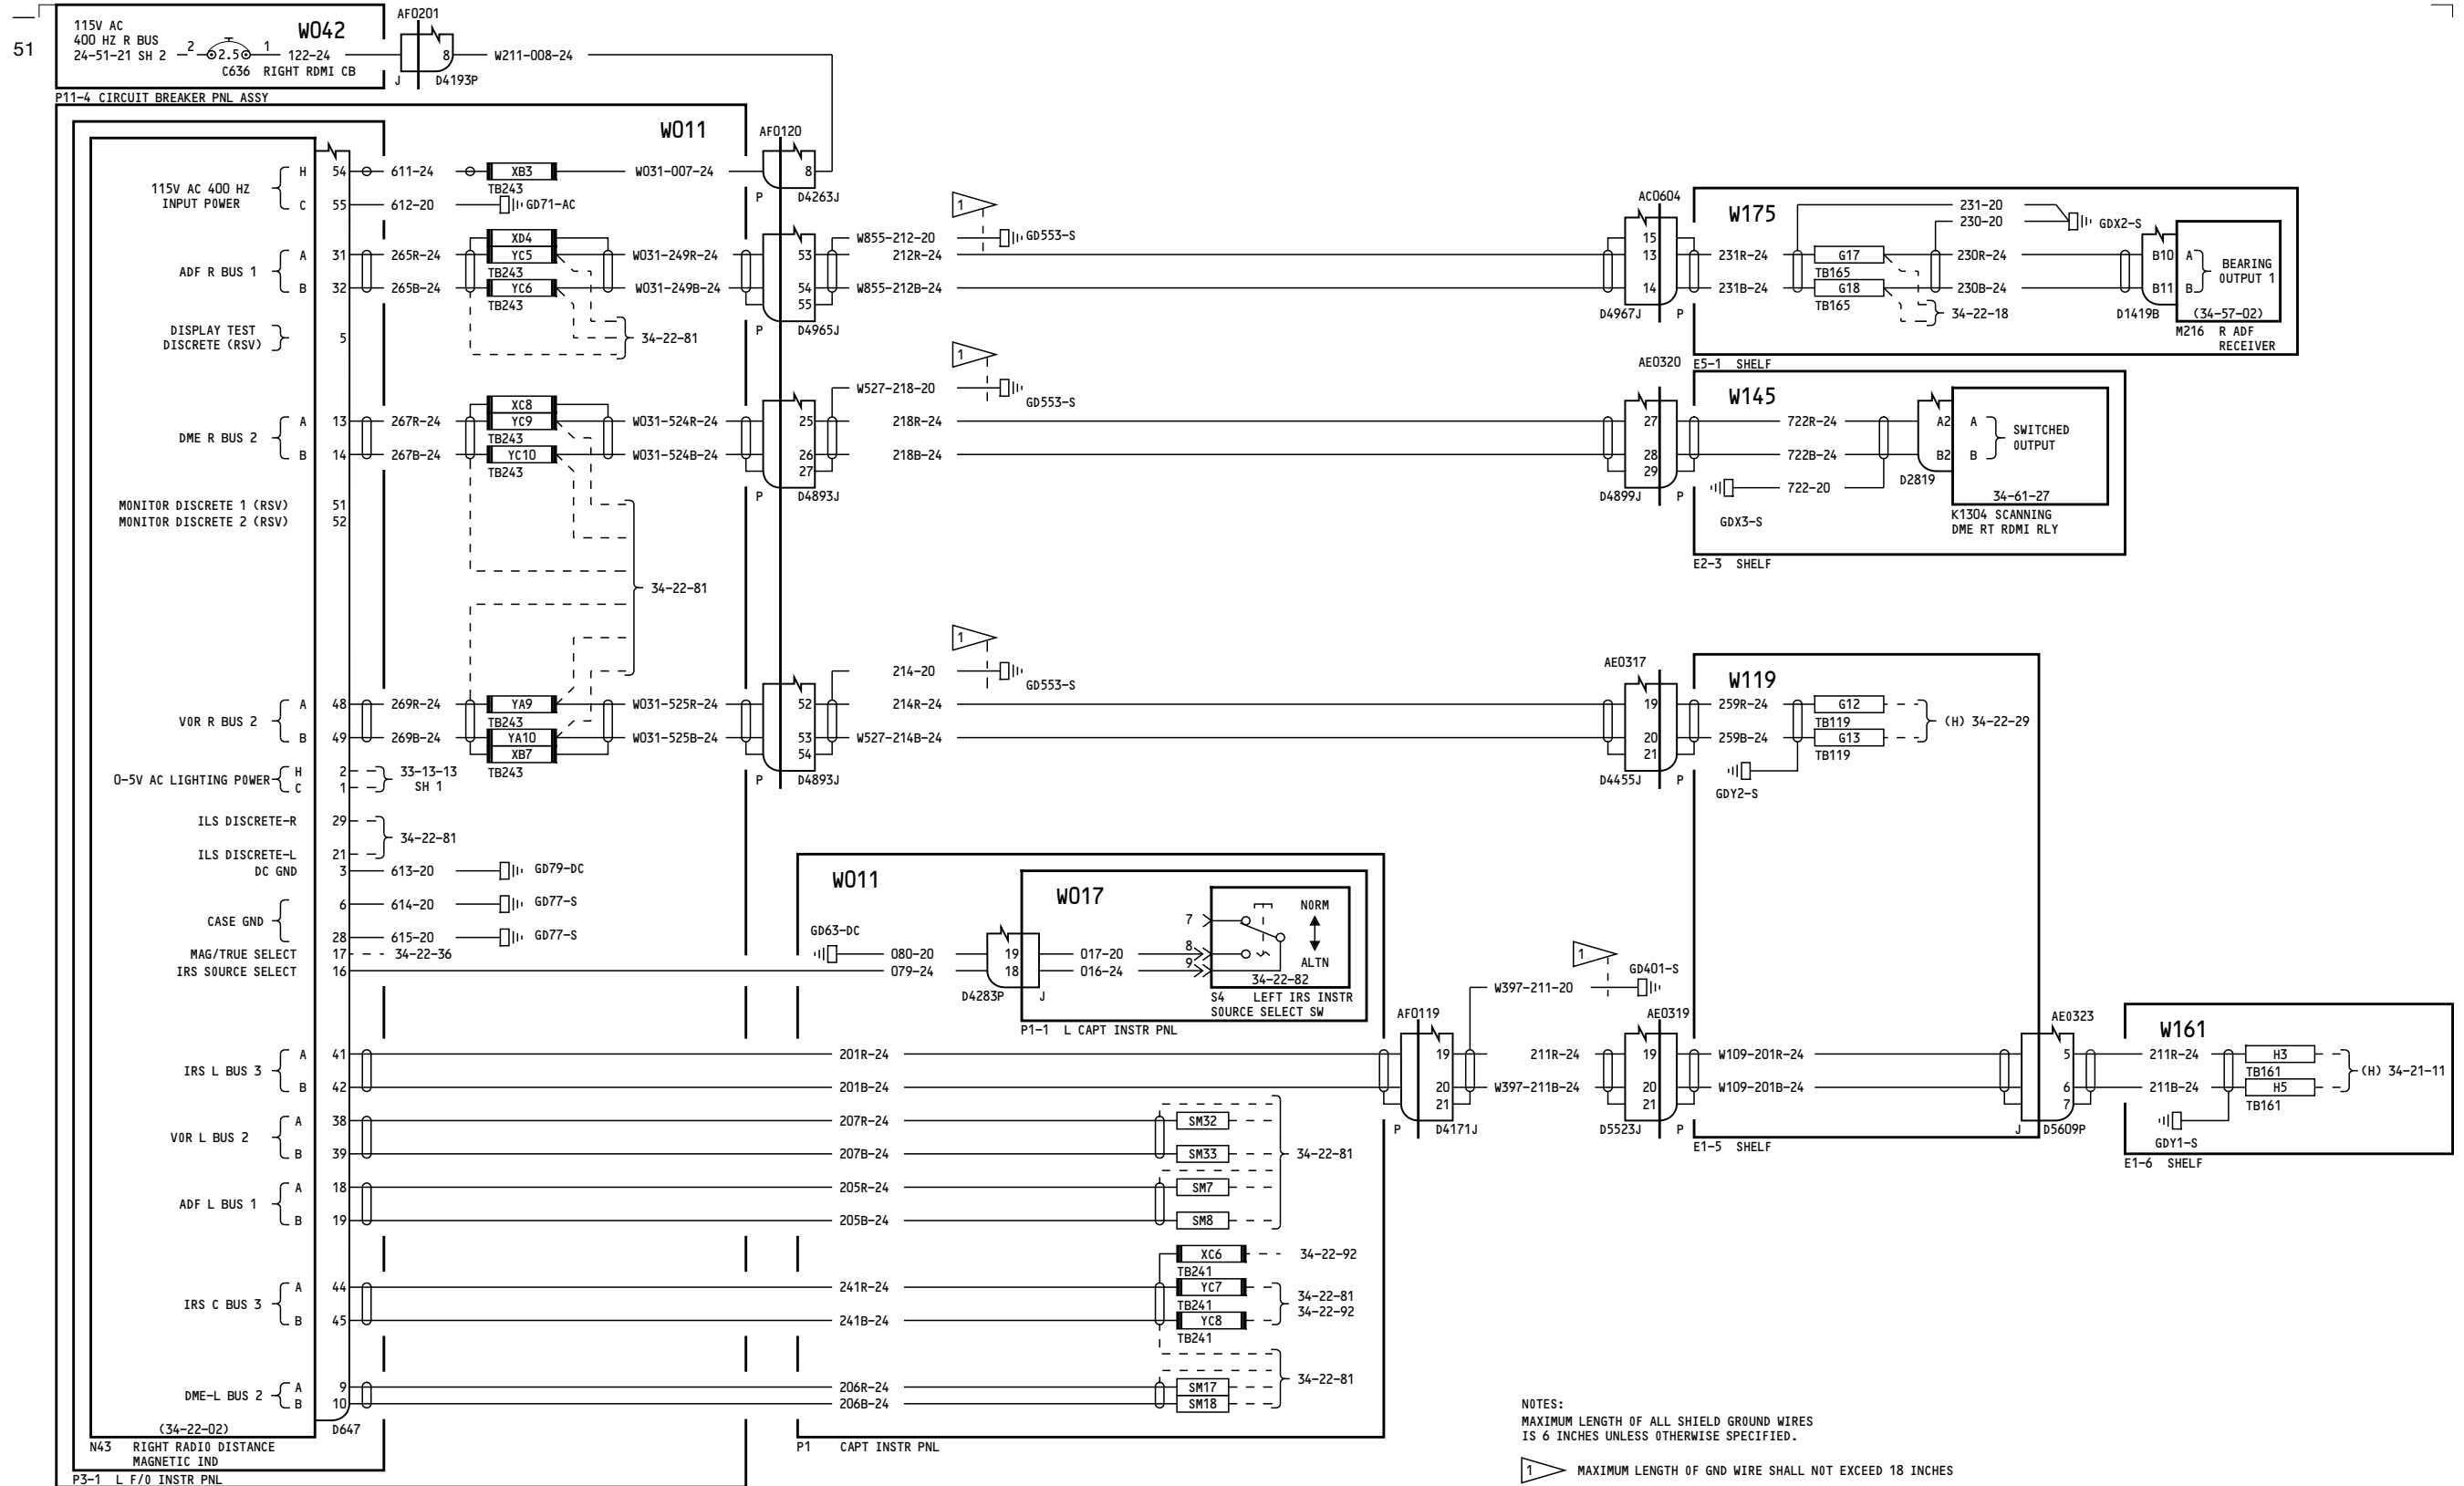 51
115V AC
400 HZ R BUS
24-51-21 SH 2
2
2.5
1
122-24
W042
C636 RIGHT RDMI CB
P11-4 CIRCUIT BREAKER PNL ASSY
AF0201
8
J
D4193P
W211-008-24
W011
115V AC 400 HZ
INPUT POWER
H
54
611-24
XB3
TB243
W031-007-24
AF0120
8
P
D4263J
C
55
612-20
GD71-AC
ADF R BUS 1
A
31
265R-24
XD4
YC5
TB243
W031-249R-24
53
B
32
265B-24
YC6
TB243
W031-249B-24
54
55
P
D4965J
34-22-81
W855-212-20
1
GD553-S
212R-24
W855-212B-24
AC0604
15
13
14
D4967J
P
W175
231-20
230-20
GDX2-S
231R-24
G17
TB165
230R-24
B10
A
231B-24
G18
TB165
230B-24
B11
B
BEARING
OUTPUT 1
34-22-18
D1419B
(34-57-02)
M216 R ADF
RECEIVER
E5-1 SHELF
DISPLAY TEST
DISCRETE (RSV)
5
DME R BUS 2
A
13
267R-24
XC8
YC9
TB243
W031-524R-24
25
B
14
267B-24
YC10
TB243
W031-524B-24
26
27
P
D4893J
W527-218-20
1
GD553-S
218R-24
218B-24
AE0320
27
28
29
D4899J
P
W145
722R-24
A2
A
722B-24
B2
B
SWITCHED
OUTPUT
722-20
D2819
GDX3-S
34-61-27
K1304 SCANNING
DME RT RDMI RLY
E2-3 SHELF
MONITOR DISCRETE 1 (RSV)
51
MONITOR DISCRETE 2 (RSV)
52
34-22-81
VOR R BUS 2
A
48
269R-24
YA9
TB243
W031-525R-24
52
B
49
269B-24
YA10
XB7
TB243
W031-525B-24
53
54
P
D4893J
214-20
1
GD553-S
214R-24
W527-214B-24
AE0317
19
20
21
D4455J
P
W119
259R-24
G12
TB119
259B-24
G13
TB119
(H) 34-22-29
GDY2-S
0-5V AC LIGHTING POWER
H
2
C
1
33-13-13
SH 1
ILS DISCRETE-R
29
34-22-81
ILS DISCRETE-L
21
DC GND
3
613-20
GD79-DC
CASE GND
6
614-20
GD77-S
28
615-20
GD77-S
MAG/TRUE SELECT
17
34-22-36
IRS SOURCE SELECT
16
W011
GD63-DC
080-20
079-24
19
18
D4283P
J
W017
017-20
016-24
7
8
9
NORM
ALTN
34-22-82
S4 LEFT IRS INSTR
SOURCE SELECT SW
P1-1 L CAPT INSTR PNL
IRS L BUS 3
A
41
201R-24
B
42
201B-24
AF0119
19
20
21
P
D4171J
W397-211-20
1
GD401-S
211R-24
W397-211B-24
AE0319
19
20
21
D5523J
P
W109-201R-24
W109-201B-24
E1-5 SHELF
AE0323
5
6
7
J
D5609P
W161
211R-24
H3
TB161
211B-24
H5
TB161
(H) 34-21-11
GDY1-S
E1-6 SHELF
VOR L BUS 2
A
38
207R-24
SM32
B
39
207B-24
SM33
34-22-81
ADF L BUS 1
A
18
205R-24
SM7
B
19
205B-24
SM8
XC6
TB241
34-22-92
IRS C BUS 3
A
44
241R-24
YC7
TB241
B
45
241B-24
YC8
TB241
34-22-81
34-22-92
DME-L BUS 2
A
9
206R-24
SM17
B
10
206B-24
SM18
34-22-81
(34-22-02)
D647
N43 RIGHT RADIO DISTANCE
MAGNETIC IND
P3-1 L F/O INSTR PNL
P1 CAPT INSTR PNL
NOTES:
MAXIMUM LENGTH OF ALL SHIELD GROUND WIRES
IS 6 INCHES UNLESS OTHERWISE SPECIFIED.
1 MAXIMUM LENGTH OF GND WIRE SHALL NOT EXCEED 18 INCHES